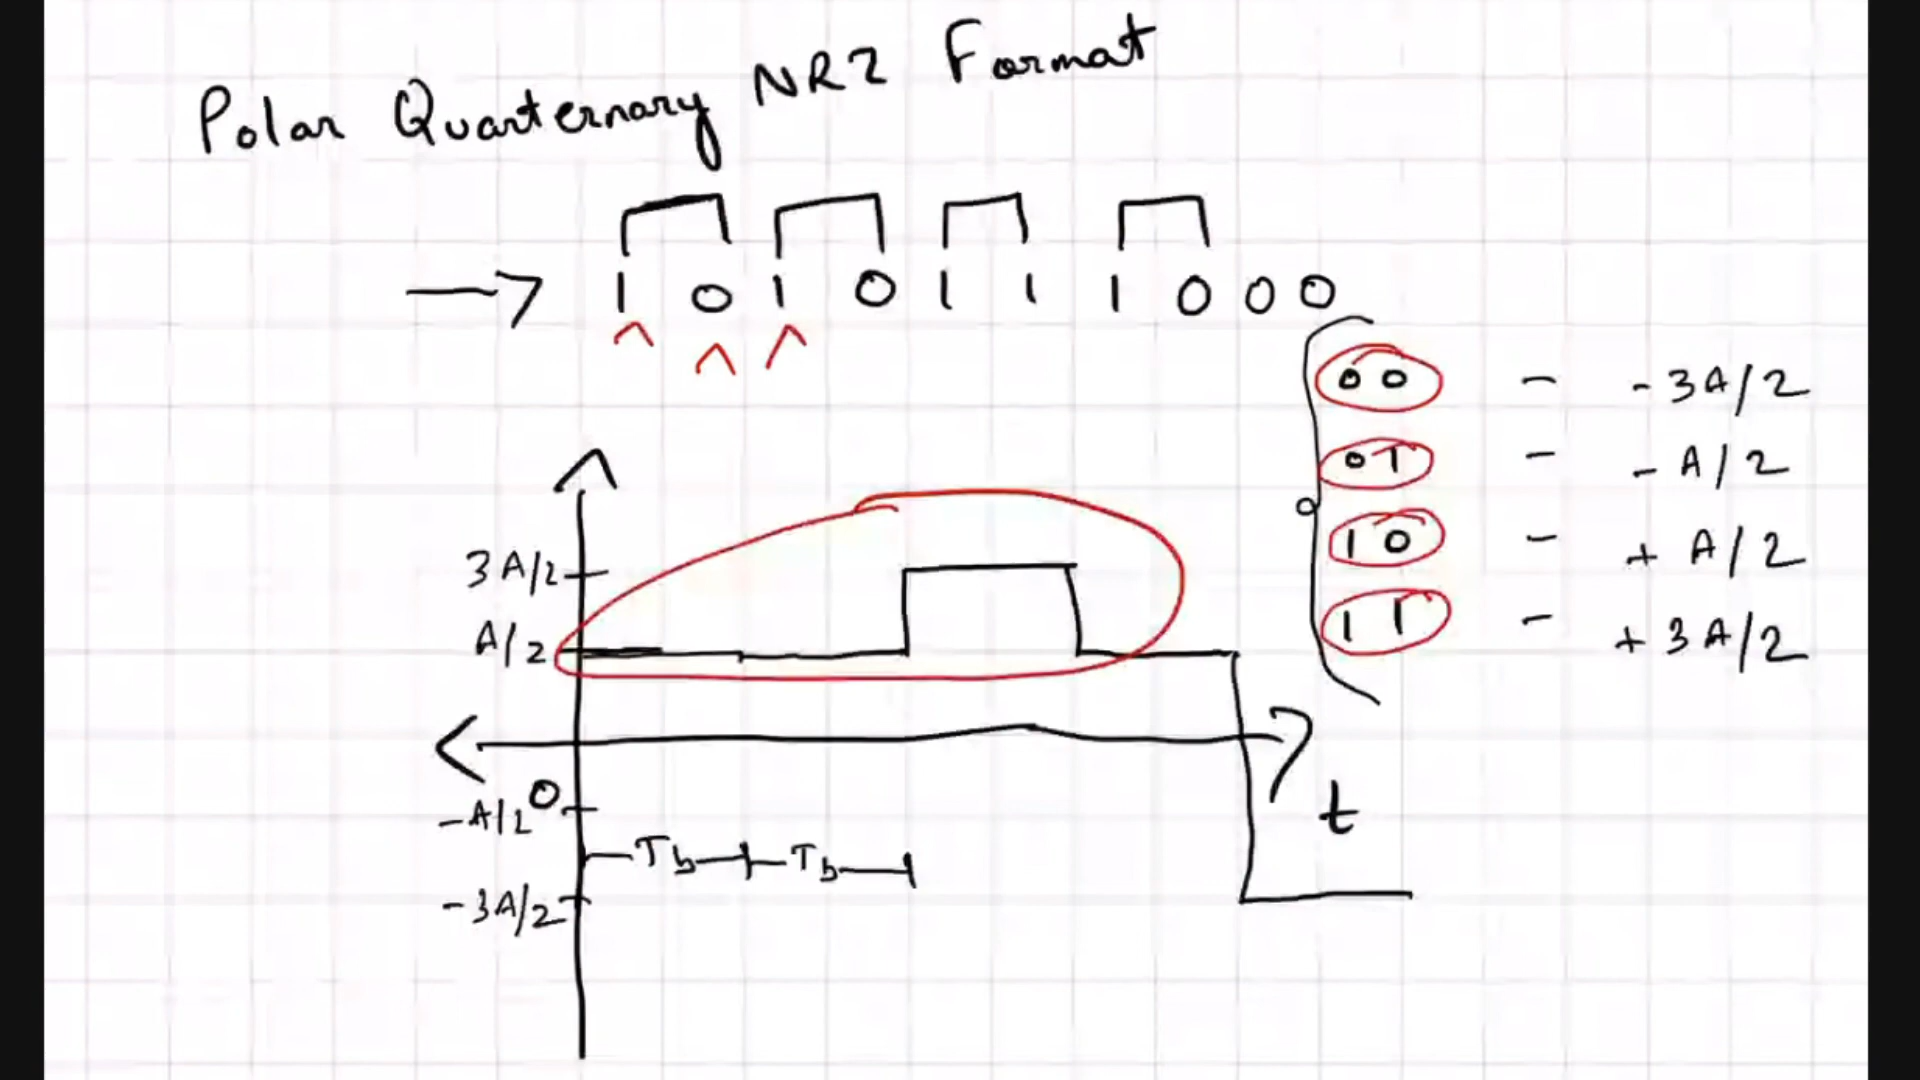 Polar Quarternary NRZ Format
→ 1 0 1 0 1 1 1 0 0 0
00 - -3A/2
01 - -A/2
10 - +A/2
11 - +3A/2
3A/2
A/2
0
-A/2
t
Tb Tb
-3A/2